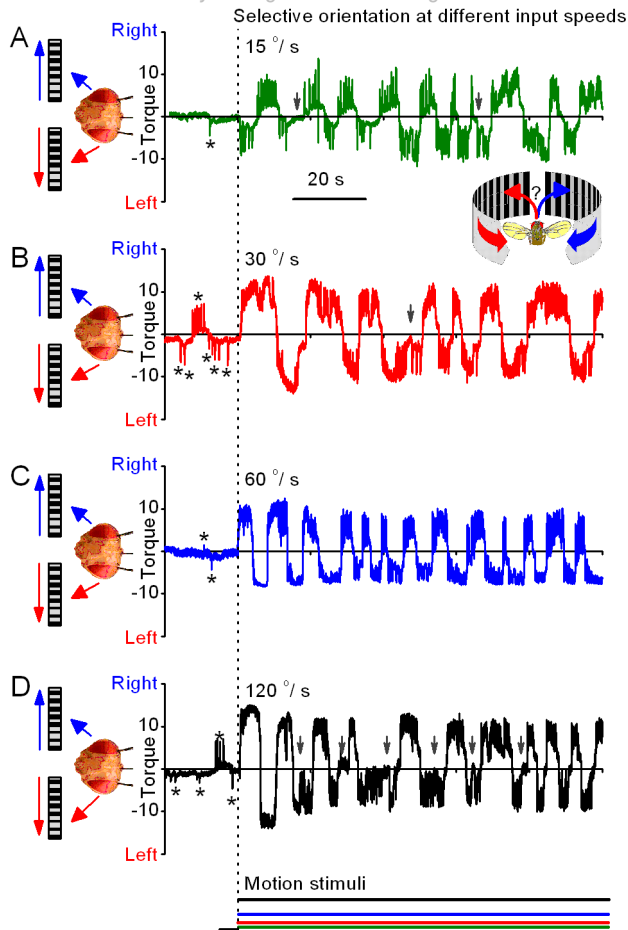 Selective orientation at different input speeds
A
Right
15 °/ s
10
Torque
-10
*
Left
20 s
?
B
Right
30 °/ s
10
Torque
-10
*
* * * * *
Left
C
Right
60 °/ s
10
Torque
-10
*
*
Left
D
Right
120 °/ s
10
Torque
-10
*
* * *
Left
Motion stimuli